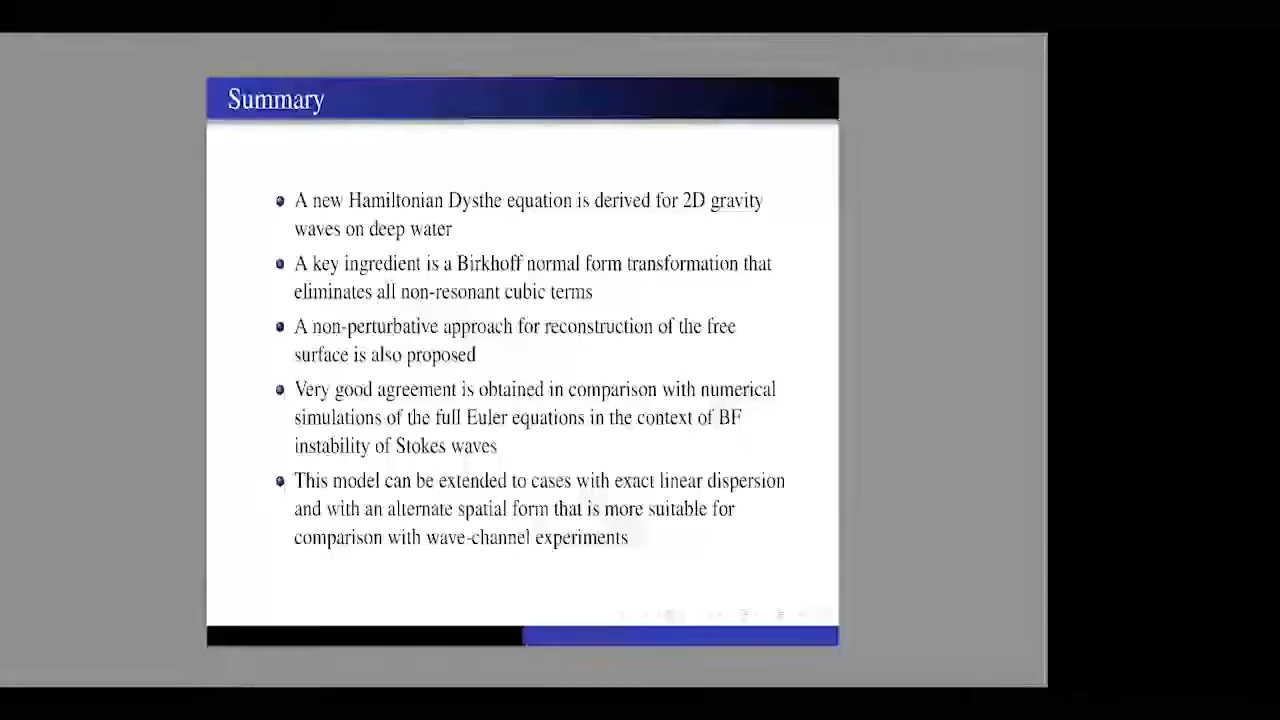 Summary
A new Hamiltonian Dysthe equation is derived for 2D gravity
waves on deep water
A key ingredient is a Birkhoff normal form transformation that
eliminates all non-resonant cubic terms
A non-perturbative approach for reconstruction of the free
surface is also proposed
Very good agreement is obtained in comparison with numerical
simulations of the full Euler equations in the context of BF
instability of Stokes waves
This model can be extended to cases with exact linear dispersion
and with an alternate spatial form that is more suitable for
comparison with wave-channel experiments